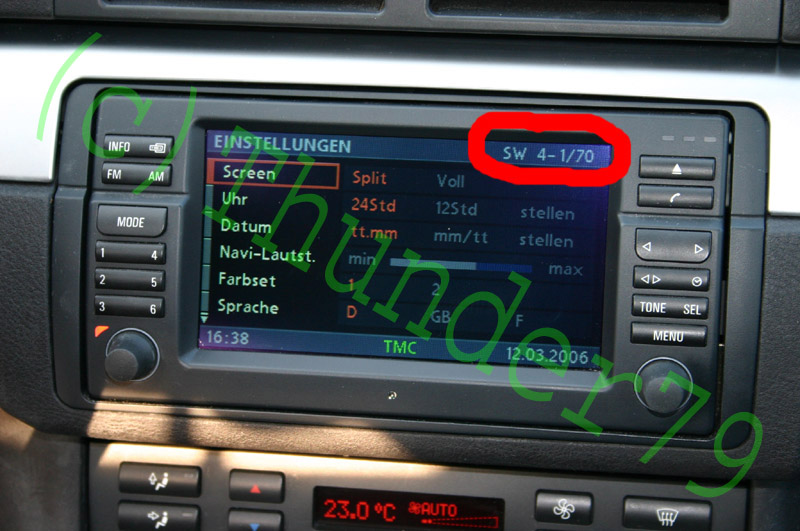 EINSTELLUNGEN SW 4-1/70
Screen Split Voll
Uhr 24Std 12Std stellen
Datum tt.mm mm/tt stellen
Navi-Lautst. min max
Farbset 1 2
Sprache D GB F
16:38 TMC 12.03.2006
INFO
FM AM
MODE
1 4
2 5
3 6
TONE SEL
MENU
23.0°C AUTO
(c) Thunder79